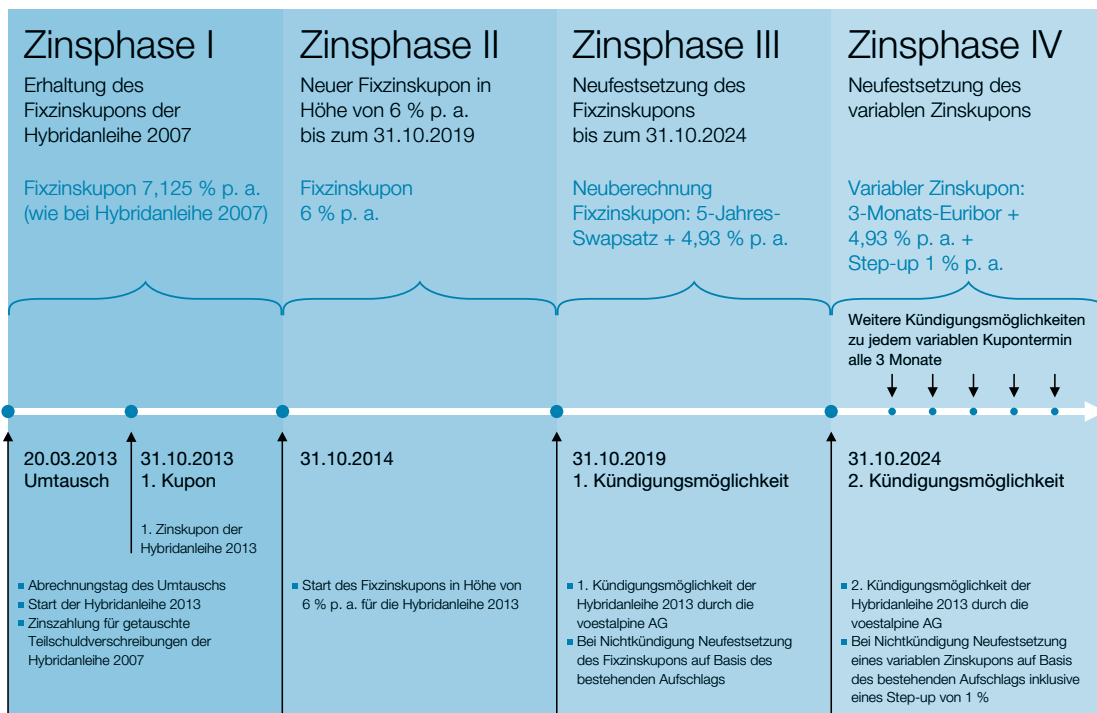 Zinsphase I
Erhaltung des
Fixzinskupons der
Hybridanleihe 2007
Fixzinskupon 7,125 % p. a.
(wie bei Hybridanleihe 2007)
Zinsphase II
Neuer Fixzinskupon in
Höhe von 6 % p. a.
bis zum 31.10.2019
Fixzinskupon
6 % p. a.
Zinsphase III
Neufestsetzung des
Fixzinskupons
bis zum 31.10.2024
Neuberechnung
Fixzinskupon: 5-Jahres-
Swapsatz + 4,93 % p. a.
Zinsphase IV
Neufestsetzung des
variablen Zinskupons
Variabler Zinskupon:
3-Monats-Euribor +
4,93 % p. a. +
Step-up 1 % p. a.
Weitere Kündigungsmöglichkeiten
zu jedem variablen Kupontermin
alle 3 Monate
20.03.2013
Umtausch
31.10.2013
1. Kupon
1. Zinskupon der
Hybridanleihe 2013
Abrechnungstag des Umtauschs
Start der Hybridanleihe 2013
Zinszahlung für getauschte
Teilschuldverschreibungen der
Hybridanleihe 2007
31.10.2014
Start des Fixzinskupons in Höhe von
6 % p. a. für die Hybridanleihe 2013
31.10.2019
1. Kündigungsmöglichkeit
1. Kündigungsmöglichkeit der
Hybridanleihe 2013 durch die
voestalpine AG
Bei Nichtkündigung Neufestsetzung
des Fixzinskupons auf Basis des
bestehenden Aufschlags
31.10.2024
2. Kündigungsmöglichkeit
2. Kündigungsmöglichkeit der
Hybridanleihe 2013 durch die
voestalpine AG
Bei Nichtkündigung Neufestsetzung
eines variablen Zinskupons auf Basis
des bestehenden Aufschlags inklusive
eines Step-up von 1 %